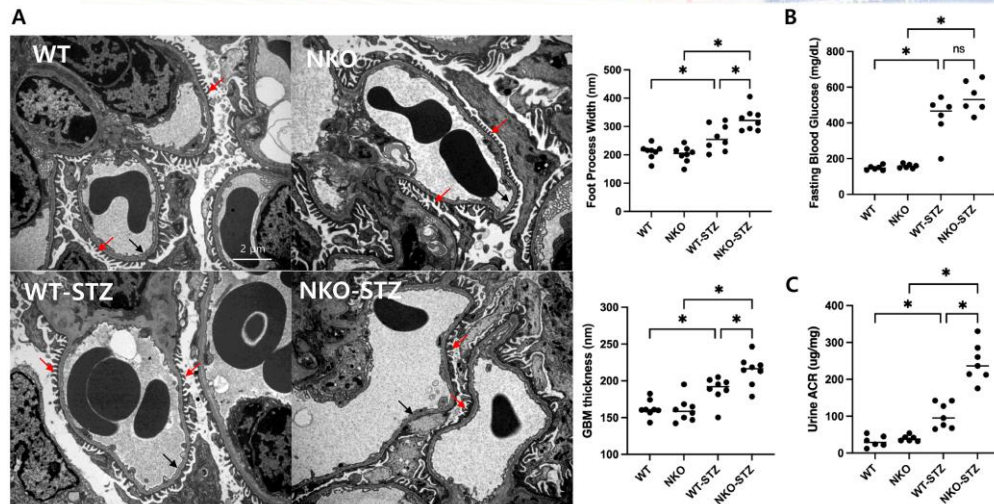 A
WT
NKO
2 µm
WT-STZ
NKO-STZ
Foot Process Width (nm)
500
400
300
200
100
0
*
*
*
WT
NKO
WT-STZ
NKO-STZ
GBM thickness (nm)
300
250
200
150
100
*
*
*
WT
NKO
WT-STZ
NKO-STZ
B
Fasting Blood Glucose (mg/dL)
800
600
400
200
0
*
*
ns
WT
NKO
WT-STZ
NKO-STZ
C
Urine ACR (ug/mg)
400
300
200
100
0
*
*
*
WT
NKO
WT-STZ
NKO-STZ